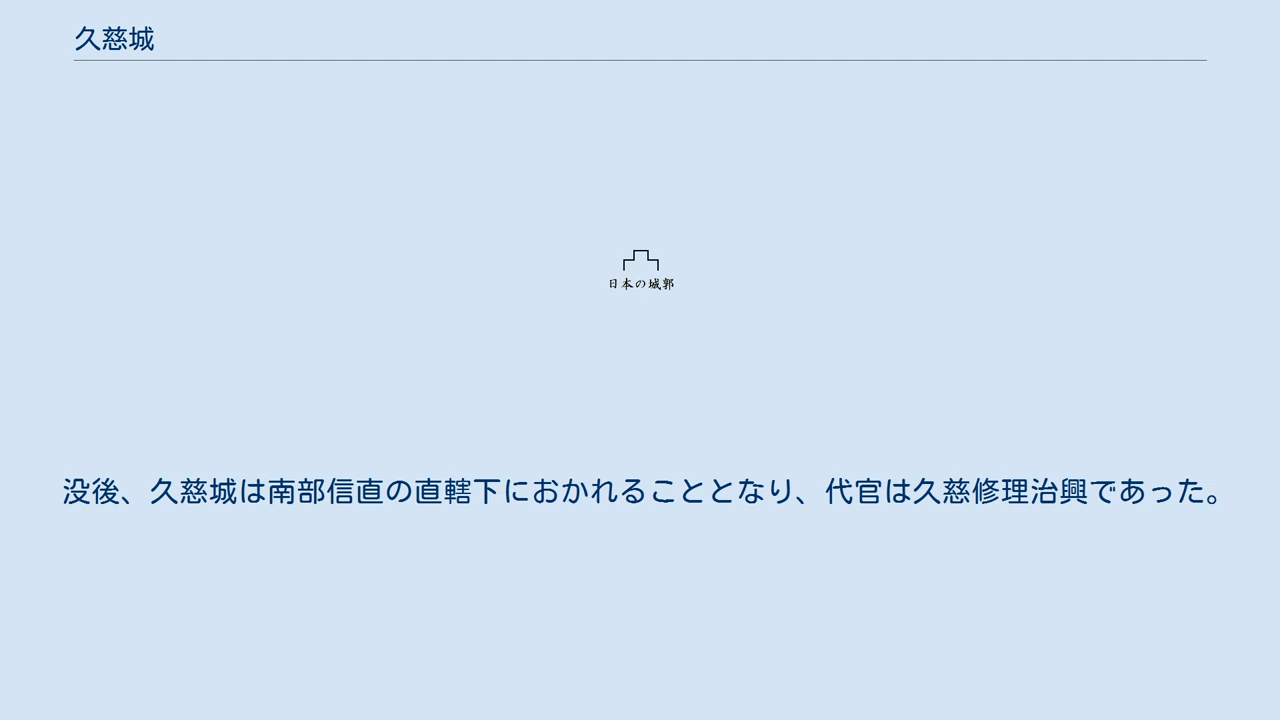 久慈城
日本の城郭
没後、久慈城は南部信直の直轄下におかれることとなり、代官は久慈修理治興であった。